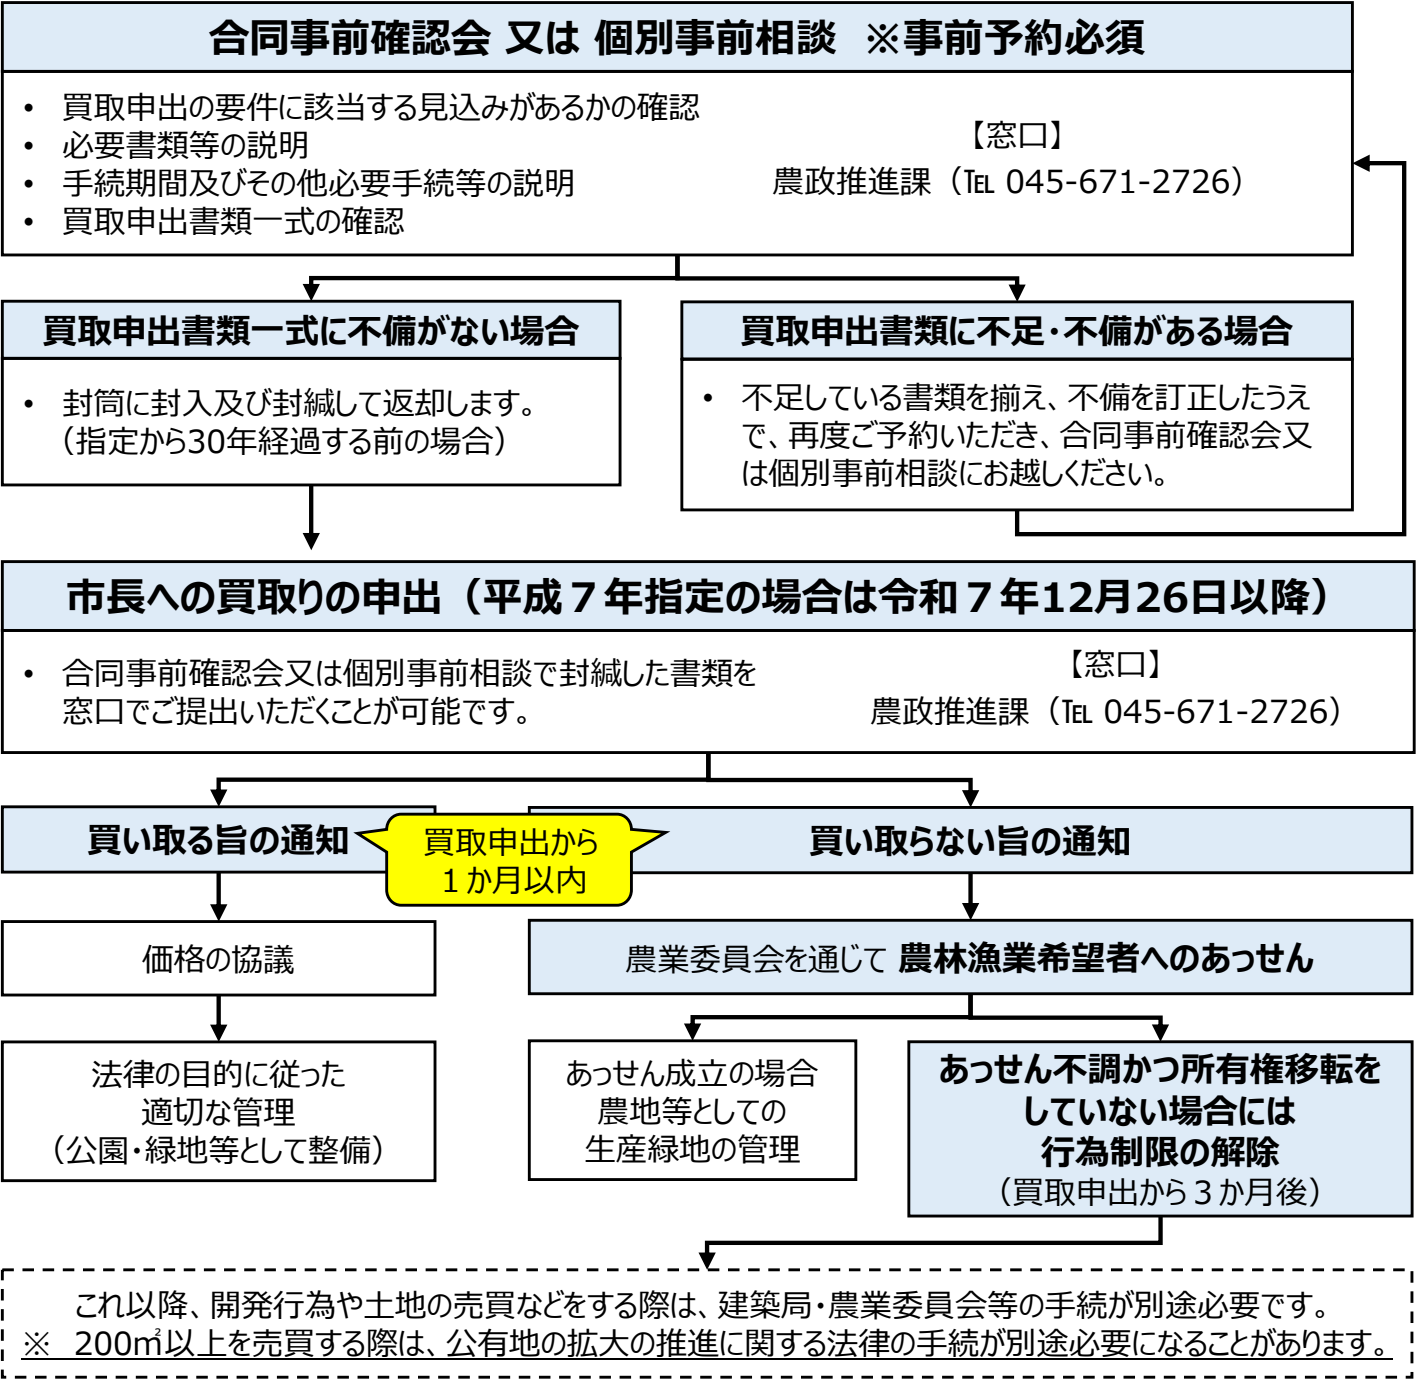 合同事前確認会 又は 個別事前相談 ※事前予約必須
• 買取申出の要件に該当する見込みがあるかの確認
• 必要書類等の説明
• 手続期間及びその他必要手続等の説明
• 買取申出書類一式の確認
【窓口】
農政推進課（℡ 045-671-2726）
買取申出書類一式に不備がない場合
• 封筒に封入及び封緘して返却します。
（指定から30年経過する前の場合）
買取申出書類に不足・不備がある場合
• 不足している書類を揃え、不備を訂正したうえ
で、再度ご予約いただき、合同事前確認会又
は個別事前相談にお越しください。
市長への買取りの申出（平成７年指定の場合は令和７年12月26日以降）
• 合同事前確認会又は個別事前相談で封緘した書類を
窓口でご提出いただくことが可能です。
【窓口】
農政推進課（℡ 045-671-2726）
買い取る旨の通知
買取申出から
１か月以内
買い取らない旨の通知
価格の協議
農業委員会を通じて 農林漁業希望者へのあっせん
法律の目的に従った
適切な管理
（公園・緑地等として整備）
あっせん成立の場合
農地等としての
生産緑地の管理
あっせん不調かつ所有権移転を
していない場合には
行為制限の解除
（買取申出から３か月後）
これ以降、開発行為や土地の売買などをする際は、建築局・農業委員会等の手続が別途必要です。
※ 200㎡以上を売買する際は、公有地の拡大の推進に関する法律の手続が別途必要になることがあります。